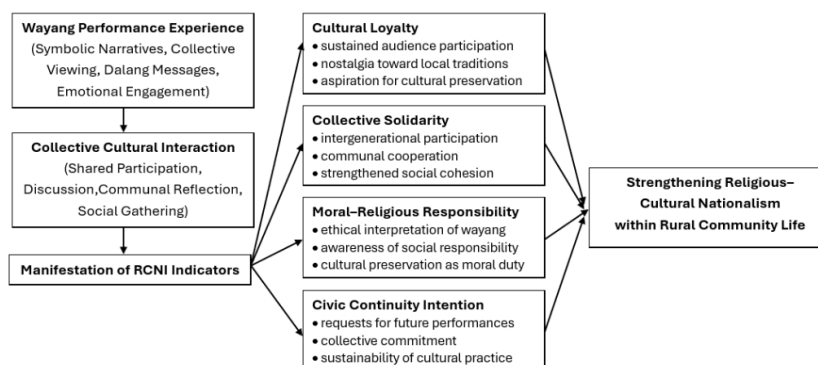 Wayang Performance Experience
(Symbolic Narratives, Collective
Viewing, Dalang Messages,
Emotional Engagement)
Collective Cultural Interaction
(Shared Participation,
Discussion,Communal Reflection,
Social Gathering)
Manifestation of RCNI Indicators
Cultural Loyalty
• sustained audience participation
• nostalgia toward local traditions
• aspiration for cultural preservation
Collective Solidarity
• intergenerational participation
• communal cooperation
• strengthened social cohesion
Moral–Religious Responsibility
• ethical interpretation of wayang
• awareness of social responsibility
• cultural preservation as moral duty
Civic Continuity Intention
• requests for future performances
• collective commitment
• sustainability of cultural practice
Strengthening Religious–
Cultural Nationalism
within Rural Community Life